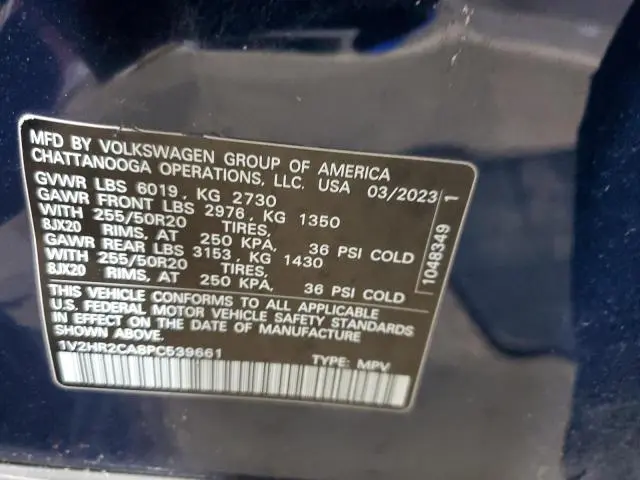 MFD BY VOLKSWAGEN GROUP OF AMERICA
CHATTANOOGA OPERATIONS, LLC. USA 03/2023
GVWR LBS 6019, KG 2730
GAWR FRONT LBS 2976, KG 1350
WITH 255/50R20 TIRES,
8JX20 RIMS, AT 250 KPA, 36 PSI COLD
GAWR REAR LBS 3153, KG 1430
WITH 255/50R20 TIRES,
8JX20 RIMS, AT 250 KPA, 36 PSI COLD
THIS VEHICLE CONFORMS TO ALL APPLICABLE
U.S. FEDERAL MOTOR VEHICLE SAFETY STANDARDS
IN EFFECT ON THE DATE OF MANUFACTURE
SHOWN ABOVE.
1V2HR2CA8PC539661 TYPE: MPV
1048349 1